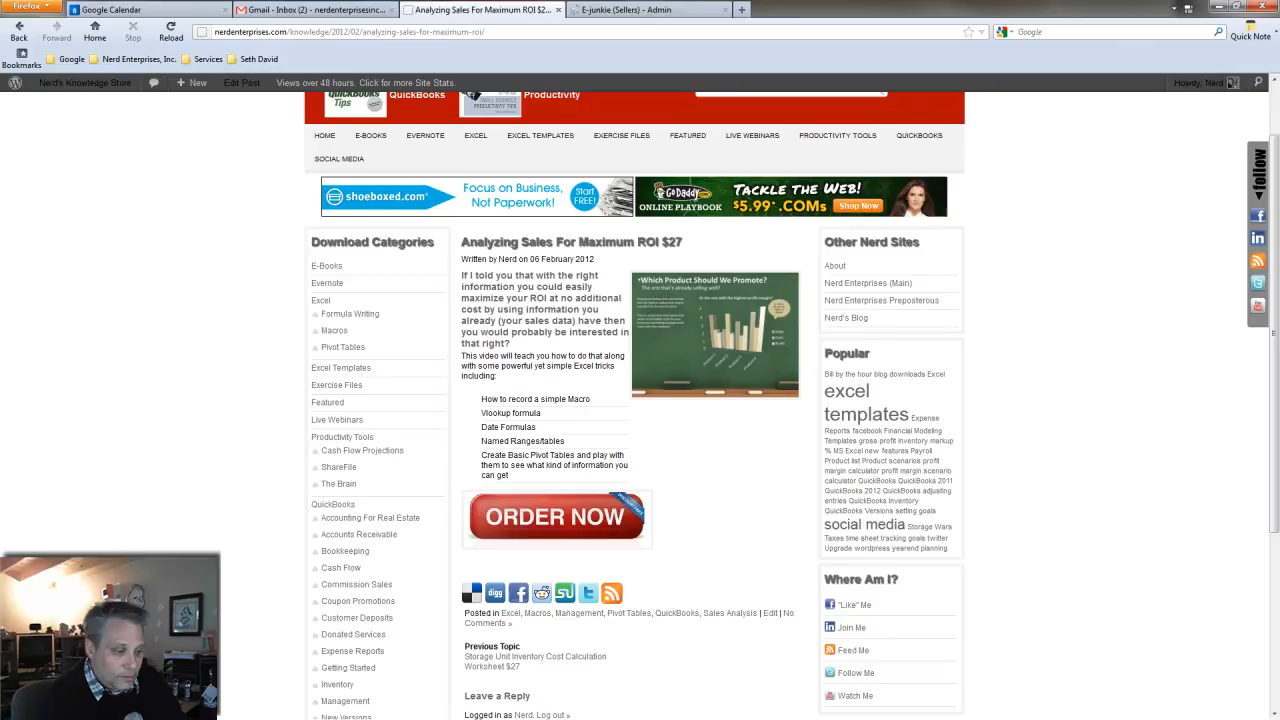 Firefox
Google Calendar
Gmail - Inbox (2) - nerdenterprisesinc...
Analyzing Sales For Maximum ROI $2...
E-junkie (Sellers) - Admin
Back
Forward
Home
Stop
Reload
nerdenterprises.com/knowledge/2012/02/analyzing-sales-for-maximum-roi/
Google
Quick Note
Bookmarks
Google
Nerd Enterprises, Inc.
Services
Seth David
Nerd's Knowledge Store
New
Edit Post
Views over 48 hours. Click for more Site Stats.
Howdy, Nerd
QuickBooks
Tips
QuickBooks
SMALL BUSINESS
PRODUCTIVITY TIPS
Productivity
HOME
E-BOOKS
EVERNOTE
EXCEL
EXCEL TEMPLATES
EXERCISE FILES
FEATURED
LIVE WEBINARS
PRODUCTIVITY TOOLS
QUICKBOOKS
SOCIAL MEDIA
shoeboxed.com
Focus on Business,
Not Paperwork!
Start
FREE!
GoDaddy.com
ONLINE PLAYBOOK
TACKLE THE WEB!
$5.99* .COMs
Shop Now
follow
Download Categories
E-Books
Evernote
Excel
Formula Writing
Macros
Pivot Tables
Excel Templates
Exercise Files
Featured
Live Webinars
Productivity Tools
Cash Flow Projections
ShareFile
The Brain
QuickBooks
Accounting For Real Estate
Accounts Receivable
Bookkeeping
Cash Flow
Commission Sales
Coupon Promotions
Customer Deposits
Donated Services
Expense Reports
Getting Started
Inventory
Management
New Versions
Analyzing Sales For Maximum ROI $27
Written by Nerd on 06 February 2012
If I told you that with the right
information you could easily
maximize your ROI at no additional
cost by using information you
already (your sales data) have then
you would probably be interested in
that right?
This video will teach you how to do that along
with some powerful yet simple Excel tricks
including:
How to record a simple Macro
Vlookup formula
Date Formulas
Named Ranges/tables
Create Basic Pivot Tables and play with
them to see what kind of information you
can get
Which Product Should We Promote?
The one that's already selling well?
ORDER NOW
Posted in Excel, Macros, Management, Pivot Tables, QuickBooks, Sales Analysis | Edit | No
Comments »
Previous Topic
Storage Unit Inventory Cost Calculation
Worksheet $27
Leave a Reply
Logged in as Nerd. Log out »
Other Nerd Sites
About
Nerd Enterprises (Main)
Nerd Enterprises Preposterous
Nerd's Blog
Popular
Bill by the hour blog downloads Excel
excel
templates Expense
Reports facebook Financial Modeling
Templates gross profit Inventory markup
% MS Excel new features Payroll
Product list Product scenarios profit
margin calculator profit margin scenario
calculator QuickBooks QuickBooks 2011
QuickBooks 2012 QuickBooks adjusting
entries QuickBooks Inventory
QuickBooks Versions setting goals
social media Storage Wars
Taxes time sheet tracking goals twitter
Upgrade wordpress yearend planning
Where Am I?
"Like" Me
Join Me
Feed Me
Follow Me
Watch Me